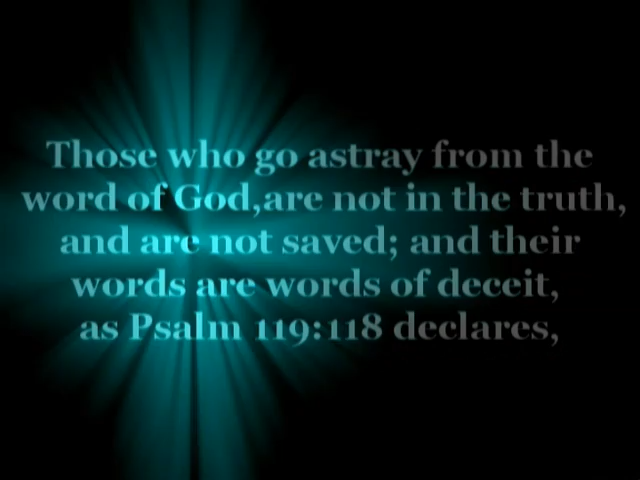 Those who go astray from the
word of God,are not in the truth,
and are not saved; and their
words are words of deceit,
as Psalm 119:118 declares,